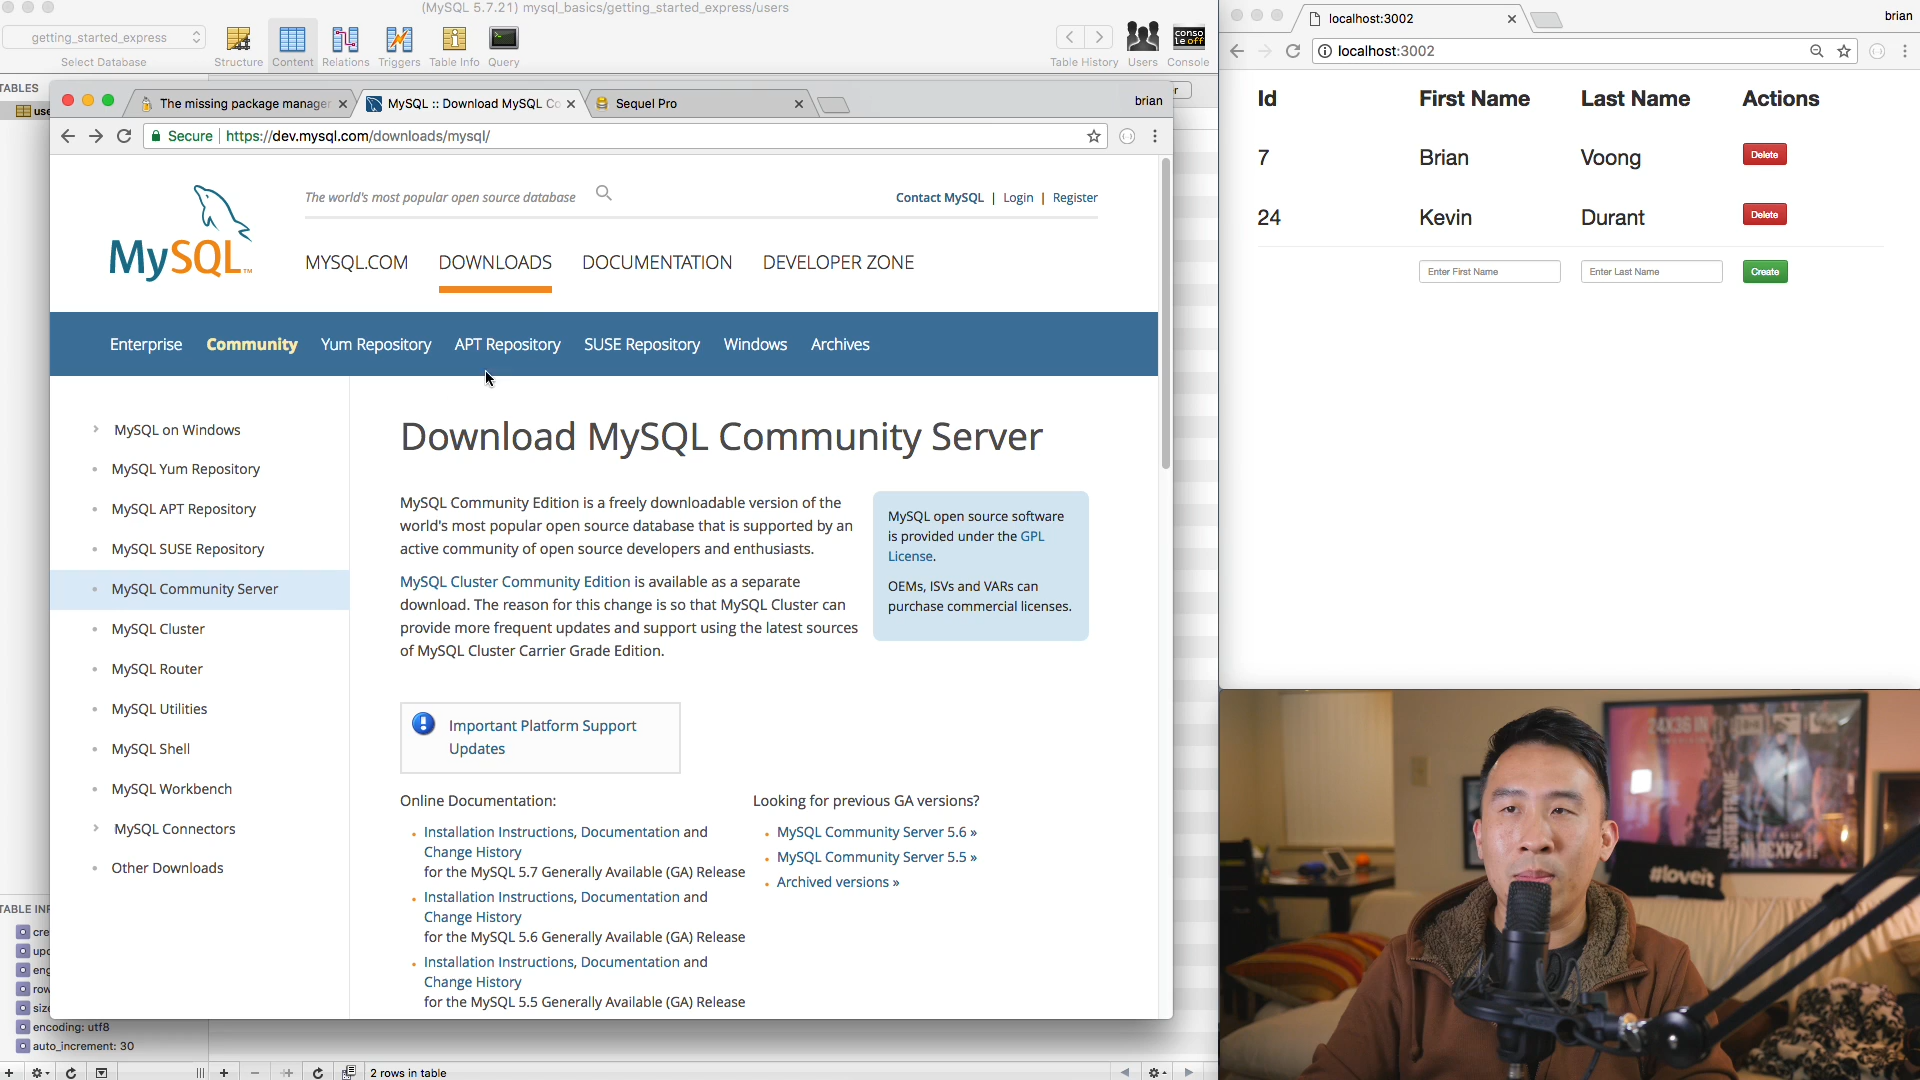 (MySQL 5.7.21) mysql_basics/getting_started_express/users
getting_started_express
Select Database
Structure
Content
Relations
Triggers
Table Info
Query
Table History
Users
Console
conso
le off
TABLES
The missing package manager
MySQL :: Download MySQL Co
Sequel Pro
brian
Secure
https://dev.mysql.com/downloads/mysql/
MySQL™
The world's most popular open source database
Contact MySQL | Login | Register
MYSQL.COM
DOWNLOADS
DOCUMENTATION
DEVELOPER ZONE
Enterprise
Community
Yum Repository
APT Repository
SUSE Repository
Windows
Archives
MySQL on Windows
MySQL Yum Repository
MySQL APT Repository
MySQL SUSE Repository
MySQL Community Server
MySQL Cluster
MySQL Router
MySQL Utilities
MySQL Shell
MySQL Workbench
MySQL Connectors
Other Downloads
Download MySQL Community Server
MySQL Community Edition is a freely downloadable version of the
world's most popular open source database that is supported by an
active community of open source developers and enthusiasts.
MySQL Cluster Community Edition is available as a separate
download. The reason for this change is so that MySQL Cluster can
provide more frequent updates and support using the latest sources
of MySQL Cluster Carrier Grade Edition.
MySQL open source software
is provided under the GPL
License.
OEMs, ISVs and VARs can
purchase commercial licenses.
Important Platform Support
Updates
Online Documentation:
Installation Instructions, Documentation and
Change History
for the MySQL 5.7 Generally Available (GA) Release
Installation Instructions, Documentation and
Change History
for the MySQL 5.6 Generally Available (GA) Release
Installation Instructions, Documentation and
Change History
for the MySQL 5.5 Generally Available (GA) Release
Looking for previous GA versions?
MySQL Community Server 5.6 »
MySQL Community Server 5.5 »
Archived versions »
TABLE INF
encoding: utf8
auto_increment: 30
2 rows in table
localhost:3002
brian
localhost:3002
Id First Name Last Name Actions
7 Brian Voong Delete
24 Kevin Durant Delete
Enter First Name Enter Last Name Create
24X36 IN
#loveit